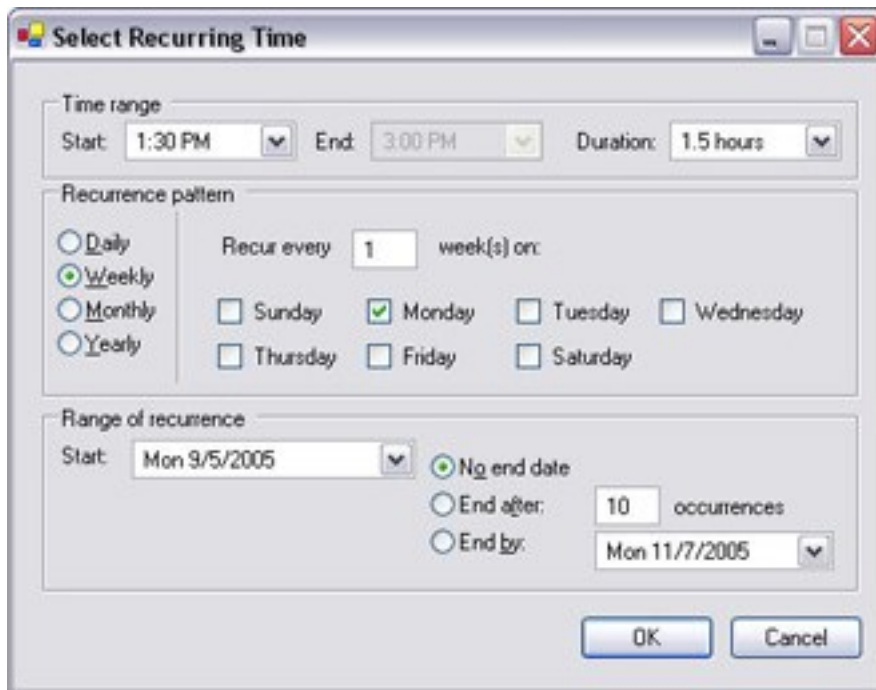 Select Recurring Time
Time range
Start: 1:30 PM End: 3:00 PM Duration: 1.5 hours
Recurrence pattern
Daily
Recur every 1 week(s) on:
Weekly
Monthly
Sunday Monday Tuesday Wednesday
Yearly
Thursday Friday Saturday
Range of recurrence
Start: Mon 9/5/2005
No end date
End after: 10 occurrences
End by: Mon 11/7/2005
OK Cancel